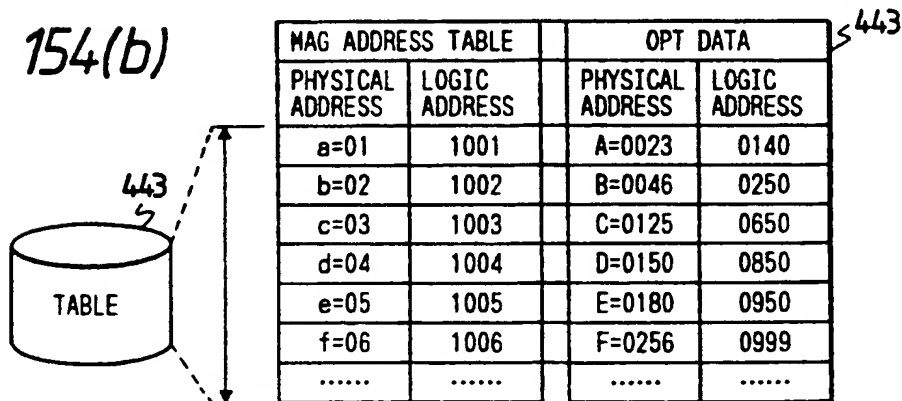 154(b)
443
MAG ADDRESS TABLE OPT DATA
PHYSICAL ADDRESS LOGIC ADDRESS PHYSICAL ADDRESS LOGIC ADDRESS
a=01 1001 A=0023 0140
b=02 1002 B=0046 0250
c=03 1003 C=0125 0650
d=04 1004 D=0150 0850
e=05 1005 E=0180 0950
f=06 1006 F=0256 0999
...... ...... ...... ......
443
TABLE